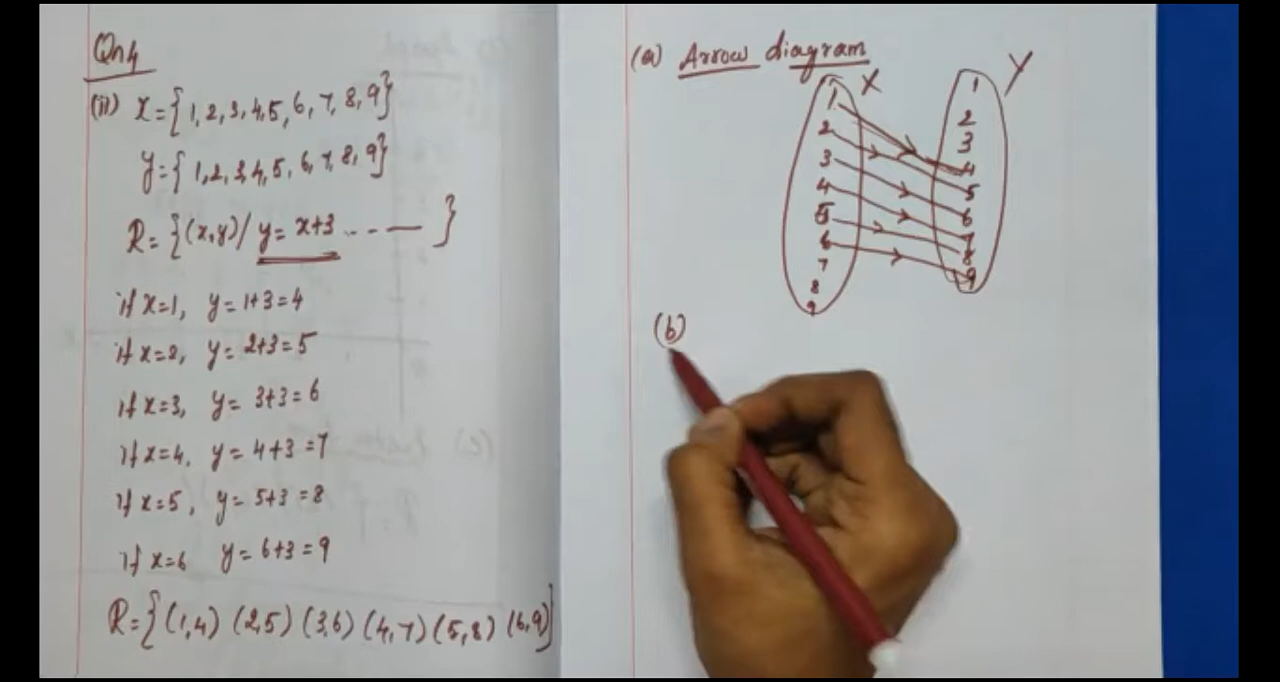 Qn4
(ii) X = { 1, 2, 3, 4, 5, 6, 7, 8, 9}
y = { 1, 2, 3, 4, 5, 6, 7, 8, 9}
R = {(x,y)/ y = x+3 ... — }
if x=1, y = 1+3 = 4
if x=2, y = 2+3 = 5
if x=3, y = 3+3 = 6
if x=4, y = 4+3 = 7
if x=5, y = 5+3 = 8
if x=6 y = 6+3 = 9
R = { (1,4) (2,5) (3,6) (4,7) (5,8) (6,9)}
(a) Arrow diagram
X
1
2
3
4
5
6
7
8
9
Y
1
2
3
4
5
6
7
8
9
(b)